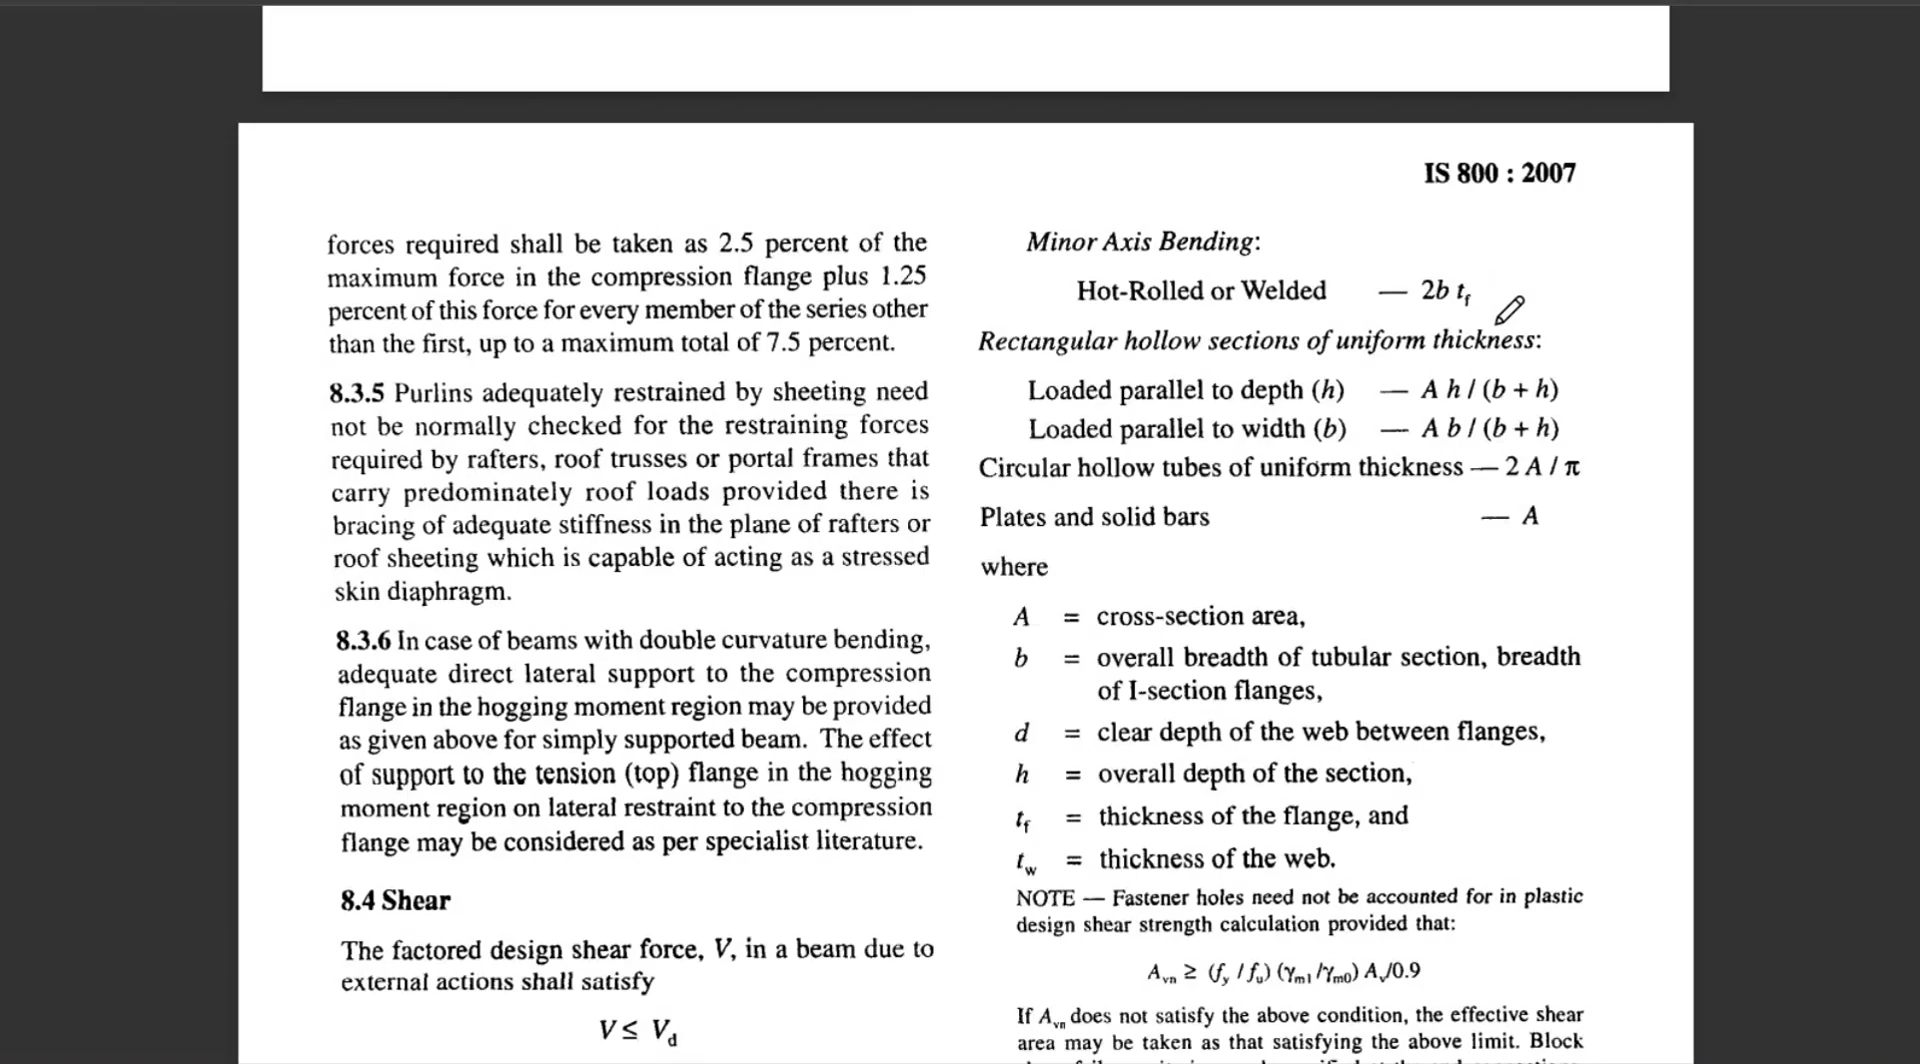 IS 800 : 2007
forces required shall be taken as 2.5 percent of the
maximum force in the compression flange plus 1.25
percent of this force for every member of the series other
than the first, up to a maximum total of 7.5 percent.
8.3.5 Purlins adequately restrained by sheeting need
not be normally checked for the restraining forces
required by rafters, roof trusses or portal frames that
carry predominately roof loads provided there is
bracing of adequate stiffness in the plane of rafters or
roof sheeting which is capable of acting as a stressed
skin diaphragm.
8.3.6 In case of beams with double curvature bending,
adequate direct lateral support to the compression
flange in the hogging moment region may be provided
as given above for simply supported beam. The effect
of support to the tension (top) flange in the hogging
moment region on lateral restraint to the compression
flange may be considered as per specialist literature.
8.4 Shear
The factored design shear force, V, in a beam due to
external actions shall satisfy
V ≤ V_d
Minor Axis Bending:
Hot-Rolled or Welded — 2b t_f
Rectangular hollow sections of uniform thickness:
Loaded parallel to depth (h) — A h / (b + h)
Loaded parallel to width (b) — A b / (b + h)
Circular hollow tubes of uniform thickness — 2 A / π
Plates and solid bars — A
where
A = cross-section area,
b = overall breadth of tubular section, breadth
of I-section flanges,
d = clear depth of the web between flanges,
h = overall depth of the section,
t_f = thickness of the flange, and
t_w = thickness of the web.
NOTE — Fastener holes need not be accounted for in plastic
design shear strength calculation provided that:
A_vn ≥ (f_y / f_u) (γ_m1 /γ_m0) A_v/0.9
If A_vn does not satisfy the above condition, the effective shear
area may be taken as that satisfying the above limit. Block